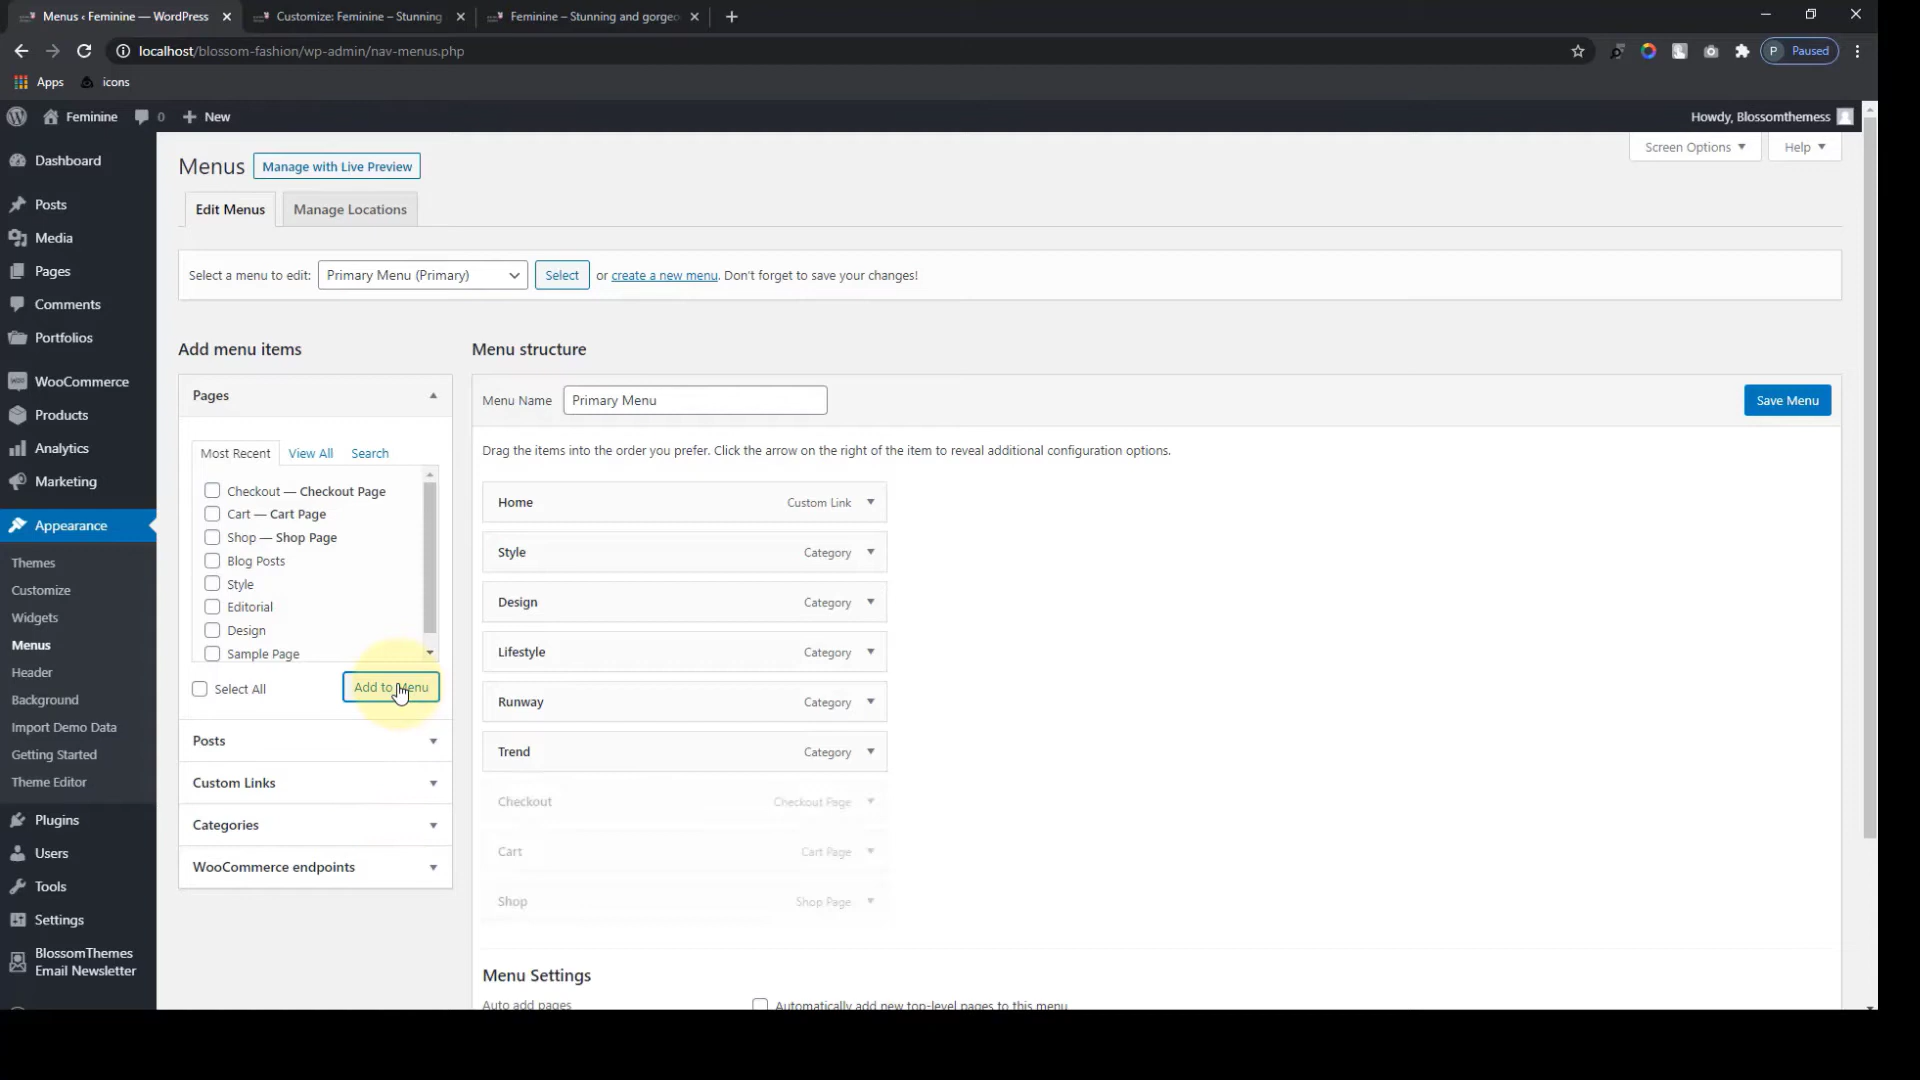 Menus ‹ Feminine — WordPress
Customize: Feminine – Stunning
Feminine – Stunning and gorgeo
localhost/blossom-fashion/wp-admin/nav-menus.php
P Paused
Apps
icons
Feminine
0
New
Howdy, Blossomthemess
Dashboard
Posts
Media
Pages
Comments
Portfolios
WooCommerce
Products
Analytics
Marketing
Appearance
Themes
Customize
Widgets
Menus
Header
Background
Import Demo Data
Getting Started
Theme Editor
Plugins
Users
Tools
Settings
BlossomThemes
Email Newsletter
Menus
Manage with Live Preview
Screen Options
Help
Edit Menus
Manage Locations
Select a menu to edit:
Primary Menu (Primary)
Select
or create a new menu. Don't forget to save your changes!
Add menu items
Pages
Most Recent
View All
Search
Checkout — Checkout Page
Cart — Cart Page
Shop — Shop Page
Blog Posts
Style
Editorial
Design
Sample Page
Select All
Add to Menu
Posts
Custom Links
Categories
WooCommerce endpoints
Menu structure
Menu Name
Primary Menu
Save Menu
Drag the items into the order you prefer. Click the arrow on the right of the item to reveal additional configuration options.
Home Custom Link
Style Category
Design Category
Lifestyle Category
Runway Category
Trend Category
Checkout Checkout Page
Cart Cart Page
Shop Shop Page
Menu Settings
Auto add pages
Automatically add new top-level pages to this menu